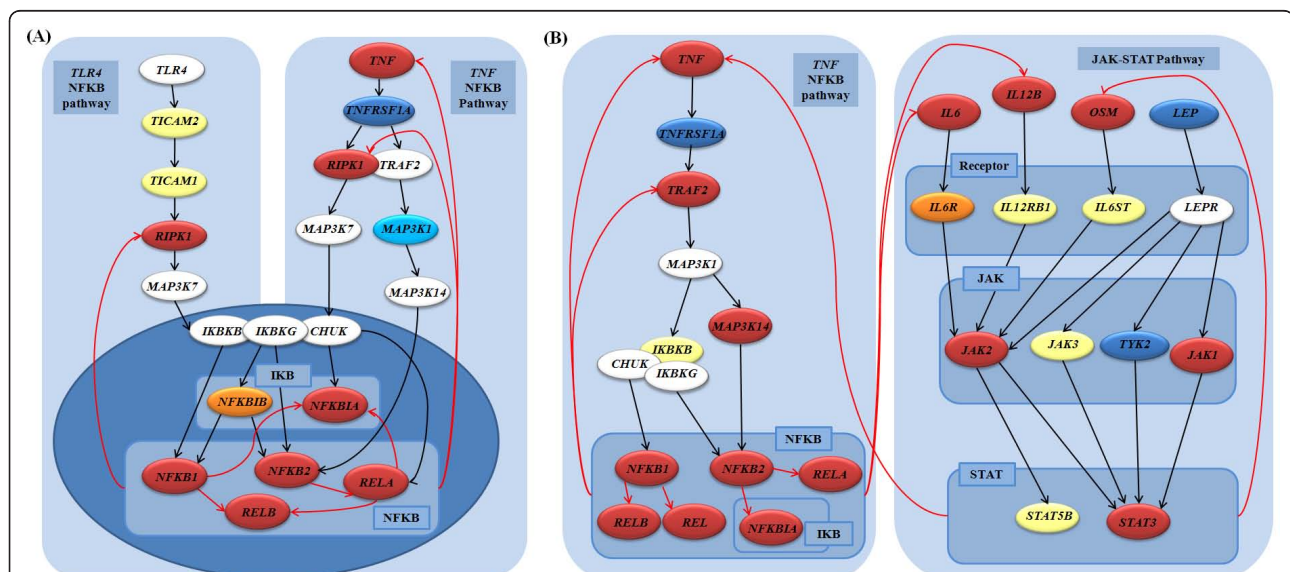 (A)
TLR4
NFKB
pathway
TLR4
TICAM2
TICAM1
RIPK1
MAP3K7
TNF
NFKB
Pathway
TNF
TNFRSF1A
RIPK1
TRAF2
MAP3K7
MAP3K1
MAP3K14
IKBKB
IKBKG
CHUK
IKB
NFKBIB
NFKBIA
NFKB1
NFKB2
RELA
RELB
NFKB
(B)
TNF
NFKB
pathway
TNF
TNFRSF1A
TRAF2
MAP3K1
MAP3K14
IKBKB
CHUK
IKBKG
NFKB
NFKB1
NFKB2
RELA
RELB
REL
NFKBIA
IKB
JAK-STAT Pathway
IL6
IL12B
OSM
LEP
Receptor
IL6R
IL12RB1
IL6ST
LEPR
JAK
JAK2
JAK3
TYK2
JAK1
STAT
STAT5B
STAT3